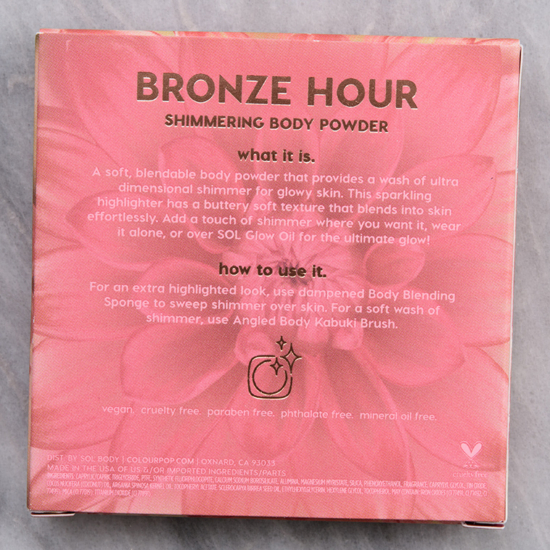 BRONZE HOUR
SHIMMERING BODY POWDER
what it is.
A soft, blendable body powder that provides a wash of ultra
dimensional shimmer for glowy skin. This sparkling
highlighter has a buttery soft texture that blends into skin
effortlessly. Add a touch of shimmer where you want it, wear
it alone, or over SOL Glow Oil for the ultimate glow!
how to use it.
For an extra highlighted look, use dampened Body Blending
Sponge to sweep shimmer over skin. For a soft wash of
shimmer, use Angled Body Kabuki Brush.
vegan. cruelty free. paraben free. phthalate free. mineral oil free.
DIST. BY SOL BODY | COLOURPOP.COM | OXNARD, CA 93033
MADE IN THE USA OF US &/OR IMPORTED INGREDIENTS/PARTS